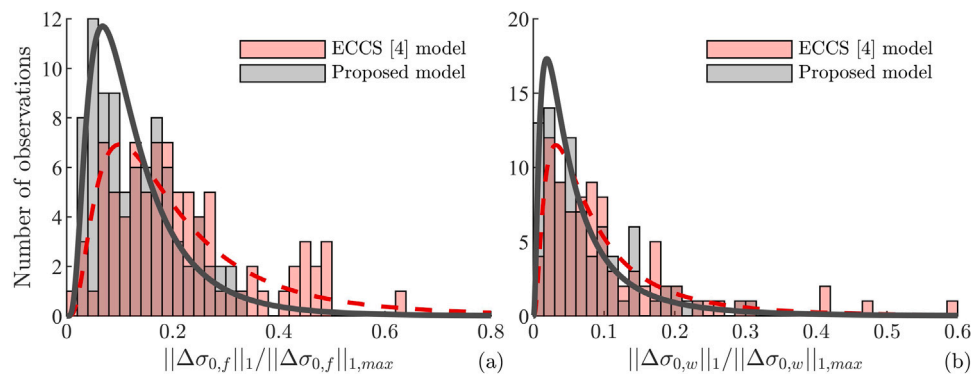 Number of observations
12
10
8
6
4
2
0
ECCS [4] model
Proposed model
0 0.2 0.4 0.6 0.8
||Δσ0,f||1/||Δσ0,f||1,max
(a)
20
15
10
5
0
ECCS [4] model
Proposed model
0 0.1 0.2 0.3 0.4 0.5 0.6
||Δσ0,w||1/||Δσ0,w||1,max
(b)